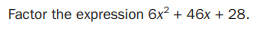 Factor the expression 6x² + 46x + 28.